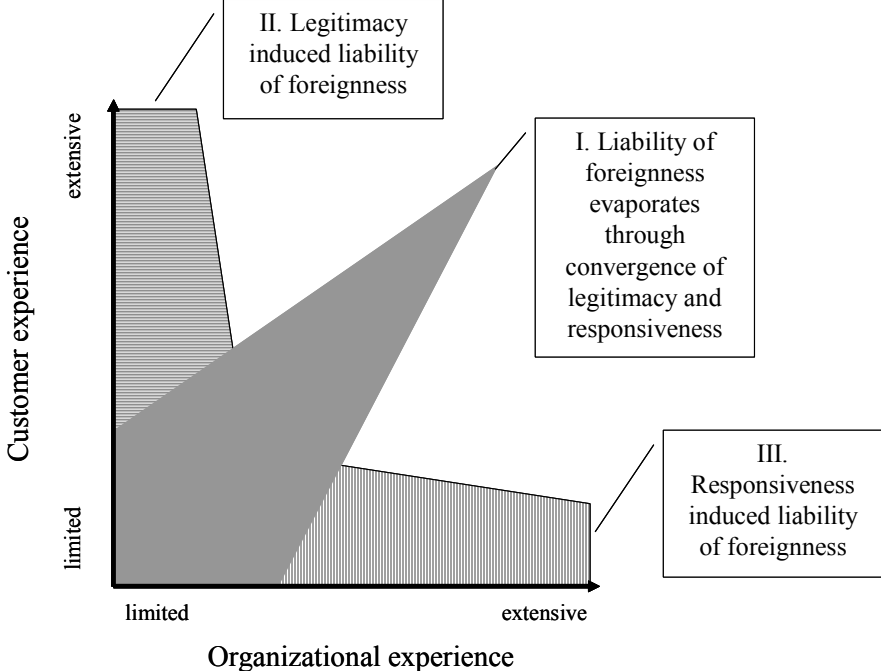 II. Legitimacy
induced liability
of foreignness
I. Liability of
foreignness
evaporates
through
convergence of
legitimacy and
responsiveness
III.
Responsiveness
induced liability
of foreignness
Customer experience
extensive
limited
limited
extensive
Organizational experience